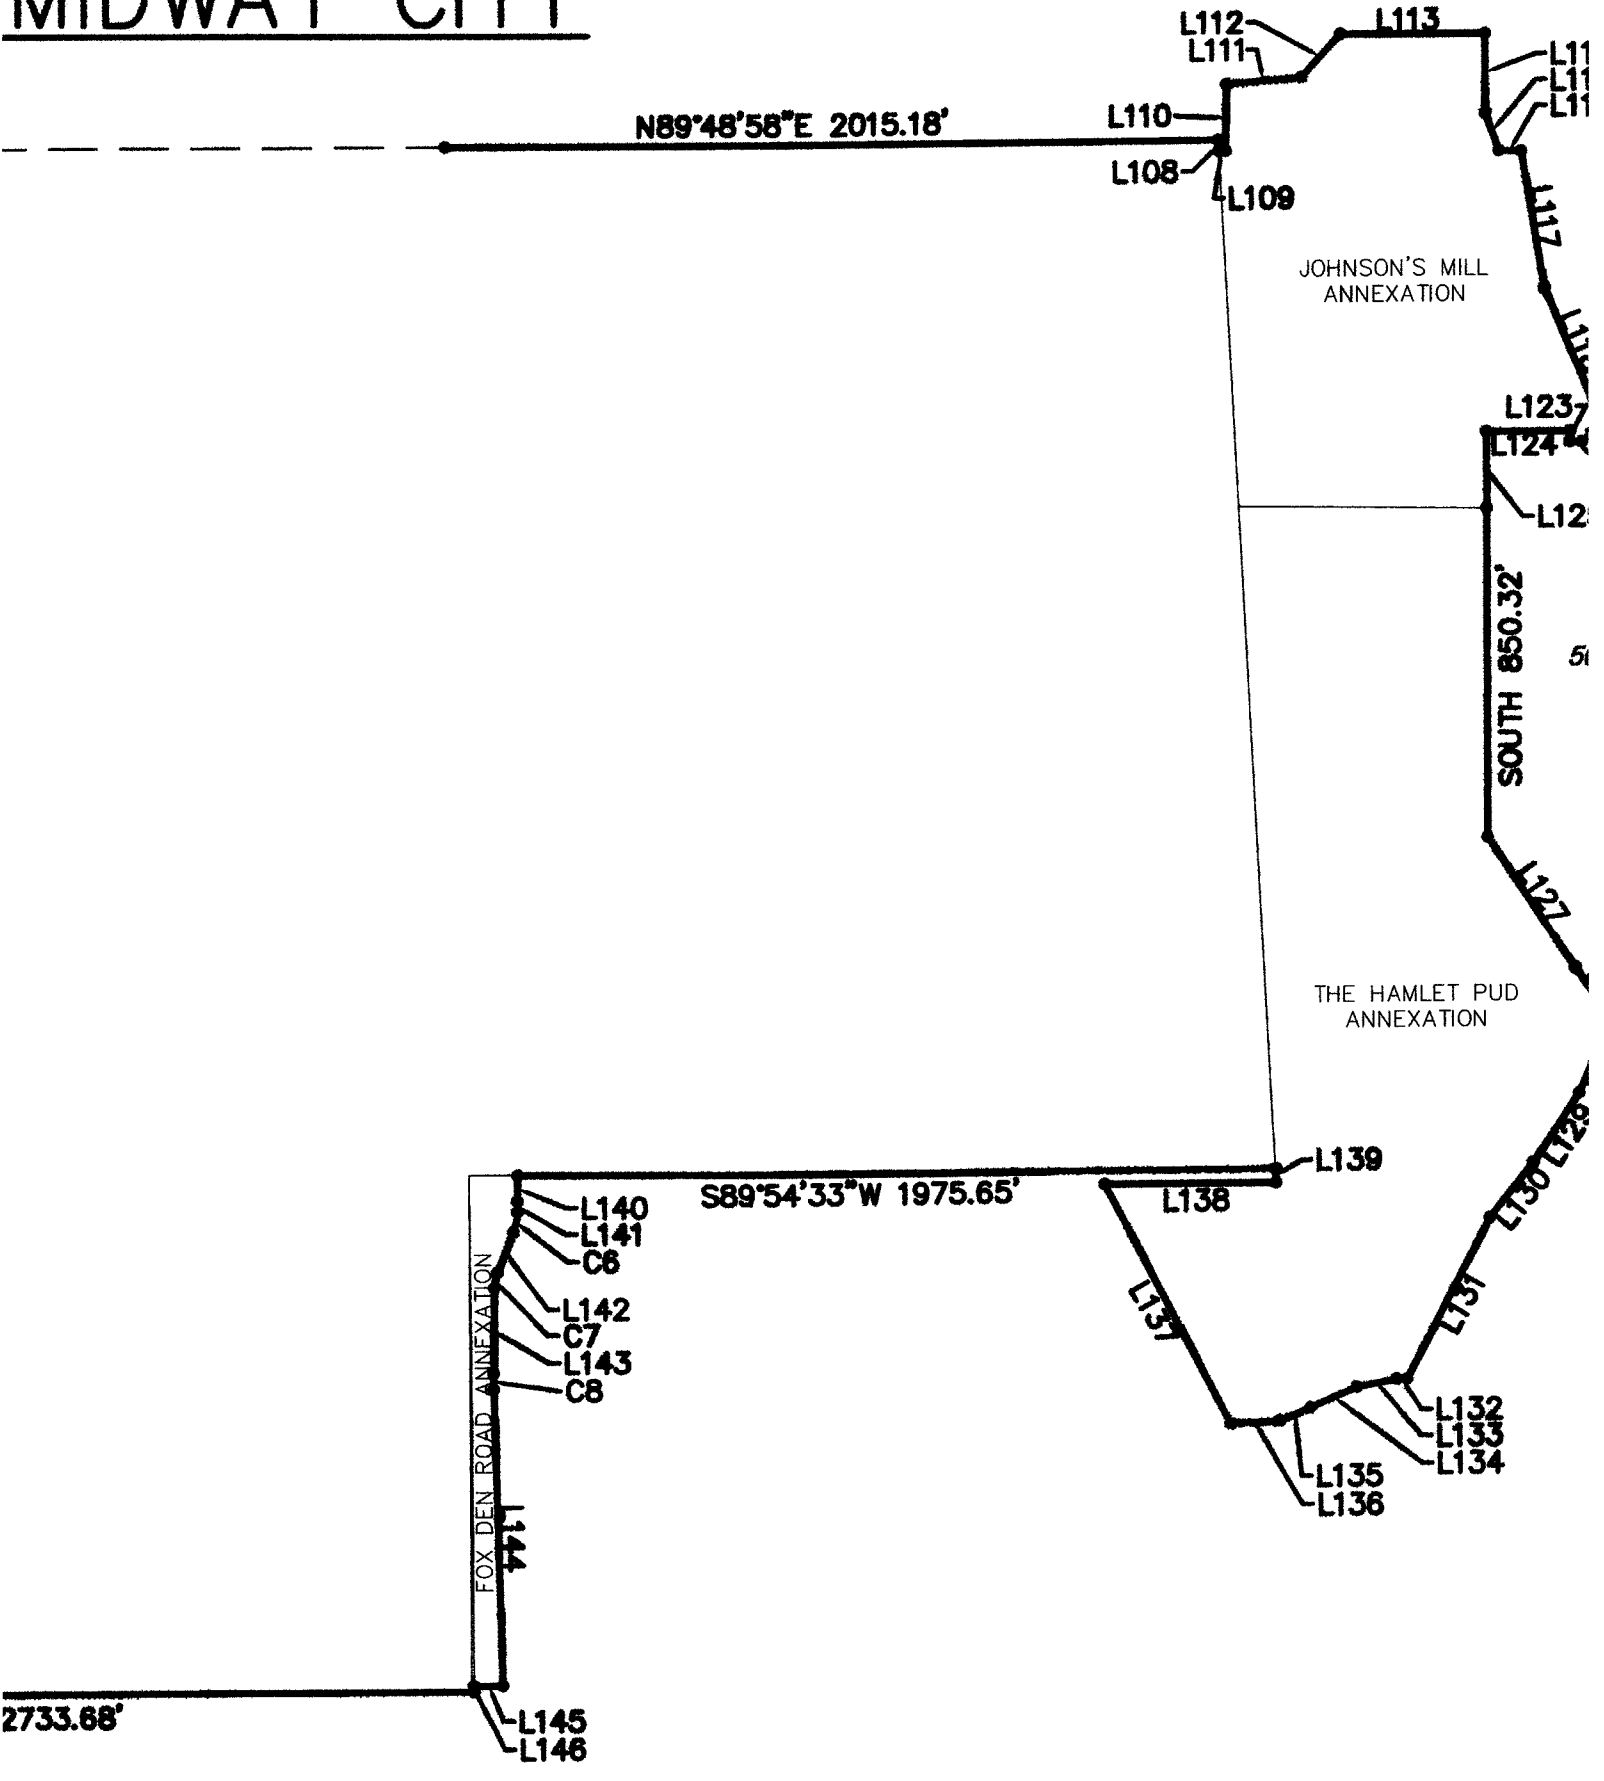 MIDWAY CITY
L112
L113
L111
L110
N89°48'58"E 2015.18'
L108
L109
L117
JOHNSON'S MILL
ANNEXATION
L123
L124
SOUTH 850.32'
L127
THE HAMLET PUD
ANNEXATION
L129
L130
L139
S89°54'33"W 1975.65'
L138
L140
L141
C6
L142
C7
L143
C8
L137
L131
L132
L133
L134
L135
L136
FOX DEN ROAD ANNEXATION
L144
2733.68'
L145
L146